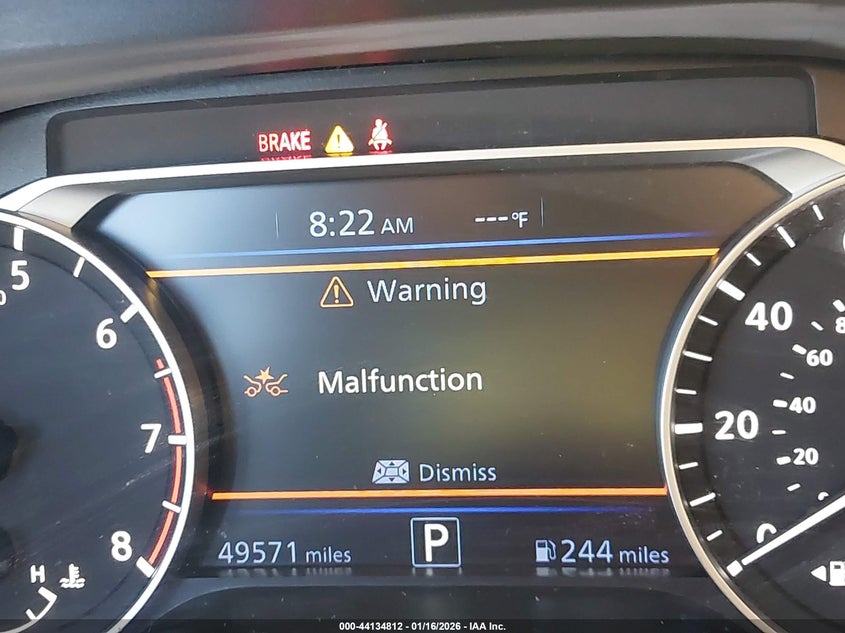 BRAKE
8:22 AM ---°F
Warning
Malfunction
Dismiss
49571 miles P 244 miles
5
6
7
8
H
40
20
0
60
40
20
000-44134812 - 01/16/2026 - IAA Inc.